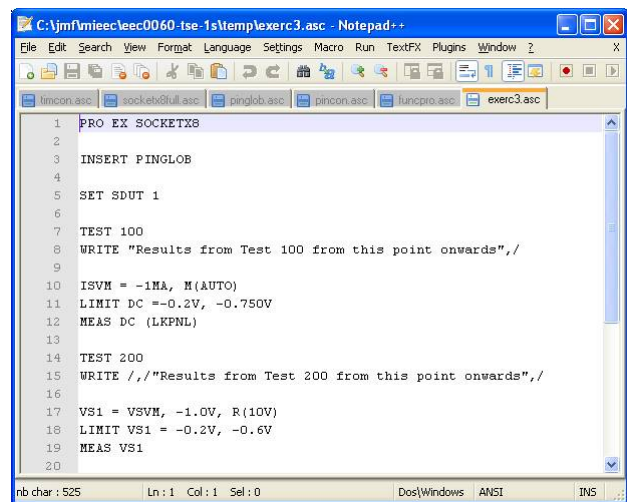 C:\jmf\mieec\eec0060-tse-1s\temp\exerc3.asc - Notepad++
File Edit Search View Format Language Settings Macro Run TextFX Plugins Window ? X
timcon.asc socketx8full.asc pinglob.asc pincon.asc funcpro.asc exerc3.asc
1 PRO EX SOCKETX8
2
3 INSERT PINGLOB
4
5 SET SDUT 1
6
7 TEST 100
8 WRITE "Results from Test 100 from this point onwards",/
9
10 ISVM = -1MA, M(AUTO)
11 LIMIT DC =-0.2V, -0.750V
12 MEAS DC (LKPNL)
13
14 TEST 200
15 WRITE /,/"Results from Test 200 from this point onwards",/
16
17 VS1 = VSVM, -1.0V, R(10V)
18 LIMIT VS1 = -0.2V, -0.6V
19 MEAS VS1
20
nb char : 525 Ln : 1 Col : 1 Sel : 0 Dos\Windows ANSI INS